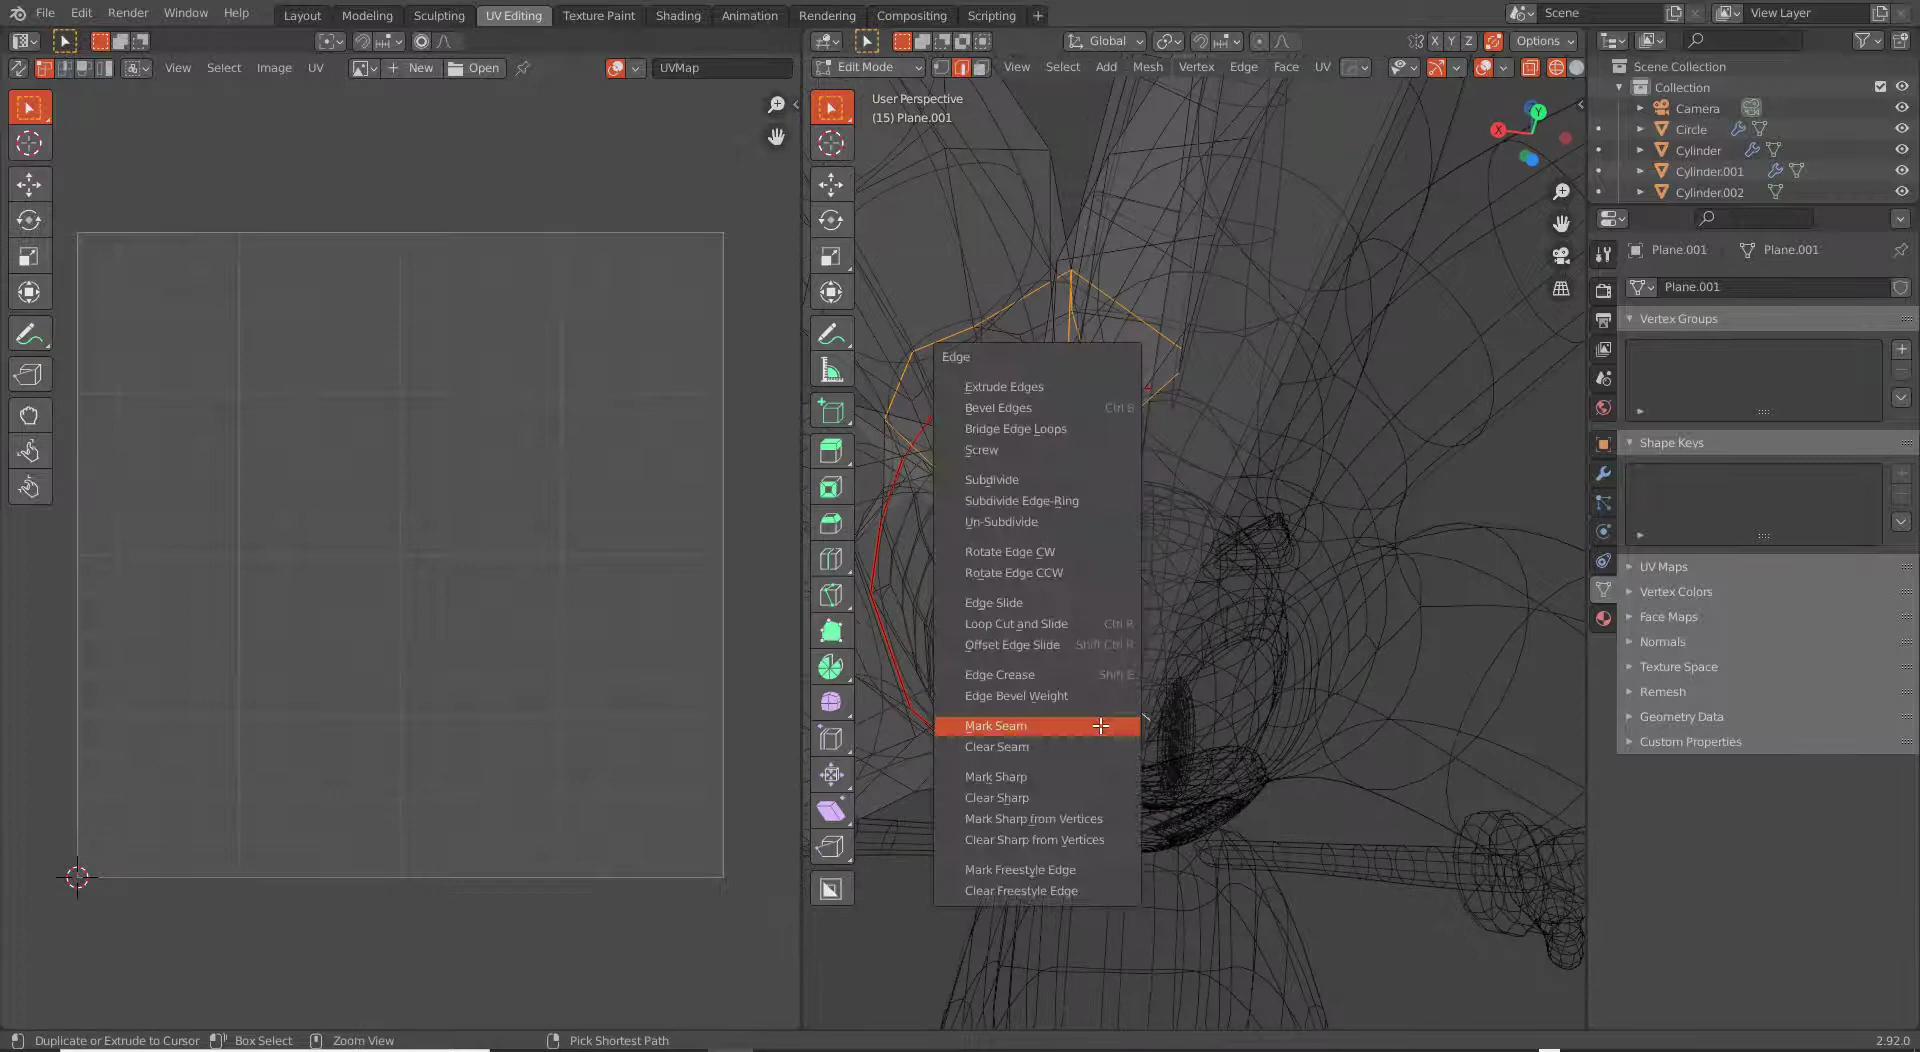 File Edit Render Window Help Layout Modeling Sculpting UV Editing Texture Paint Shading Animation Rendering Compositing Scripting Scene View Layer
Global X Y Z Options
View Select Image UV New Open UVMap Edit Mode View Select Add Mesh Vertex Edge Face UV
Scene Collection
Collection
Camera
Circle
Cylinder
Cylinder.001
Cylinder.002
User Perspective
(15) Plane.001
Y
X
Plane.001 Plane.001
Plane.001
Vertex Groups
Shape Keys
UV Maps
Vertex Colors
Face Maps
Normals
Texture Space
Remesh
Geometry Data
Custom Properties
Edge
Extrude Edges
Bevel Edges Ctrl B
Bridge Edge Loops
Screw
Subdivide
Subdivide Edge-Ring
Un-Subdivide
Rotate Edge CW
Rotate Edge CCW
Edge Slide
Loop Cut and Slide Ctrl R
Offset Edge Slide Shift Ctrl R
Edge Crease Shift E
Edge Bevel Weight
Mark Seam
Clear Seam
Mark Sharp
Clear Sharp
Mark Sharp from Vertices
Clear Sharp from Vertices
Mark Freestyle Edge
Clear Freestyle Edge
Duplicate or Extrude to Cursor Box Select Zoom View Pick Shortest Path 2.92.0